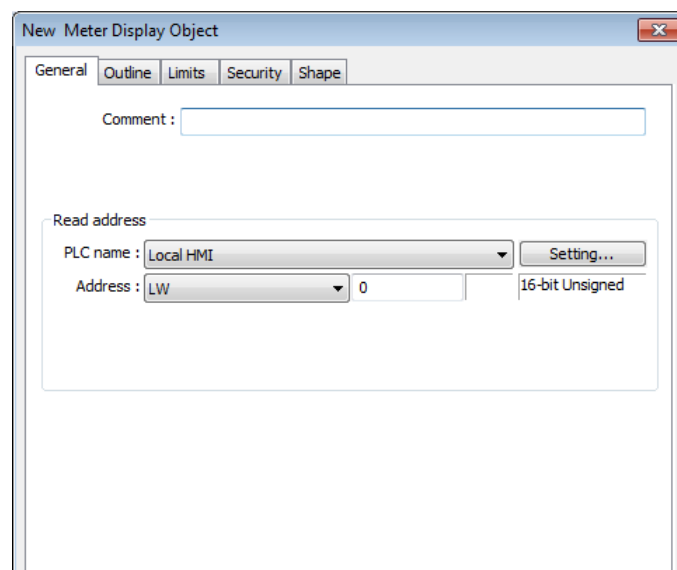 New Meter Display Object
General Outline Limits Security Shape
Comment :
Read address
PLC name : Local HMI Setting...
Address : LW 0 16-bit Unsigned